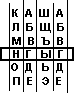 К А Ш А
Л Б Щ Б
М В Ъ В
Н Г Ы Г
О Д Ь Д
П Е Э Е